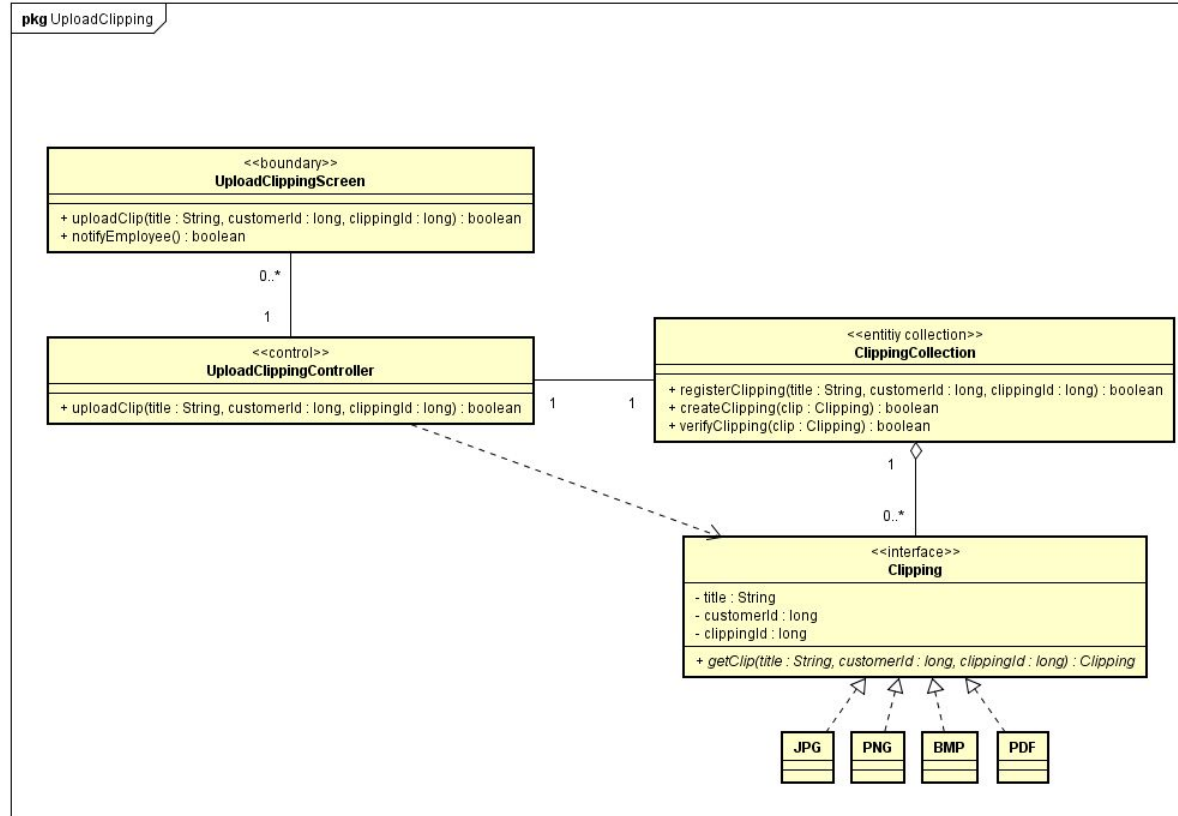 pkg UploadClipping
<<boundary>>
UploadClippingScreen
+ uploadClip(title : String, customerId : long, clippingId : long) : boolean
+ notifyEmployee() : boolean
0..*
1
<<control>>
UploadClippingController
+ uploadClip(title : String, customerId : long, clippingId : long) : boolean
1
1
<<entitiy collection>>
ClippingCollection
+ registerClipping(title : String, customerId : long, clippingId : long) : boolean
+ createClipping(clip : Clipping) : boolean
+ verifyClipping(clip : Clipping) : boolean
1
0..*
<<interface>>
Clipping
- title : String
- customerId : long
- clippingId : long
+ getClip(title : String, customerId : long, clippingId : long) : Clipping
JPG
PNG
BMP
PDF